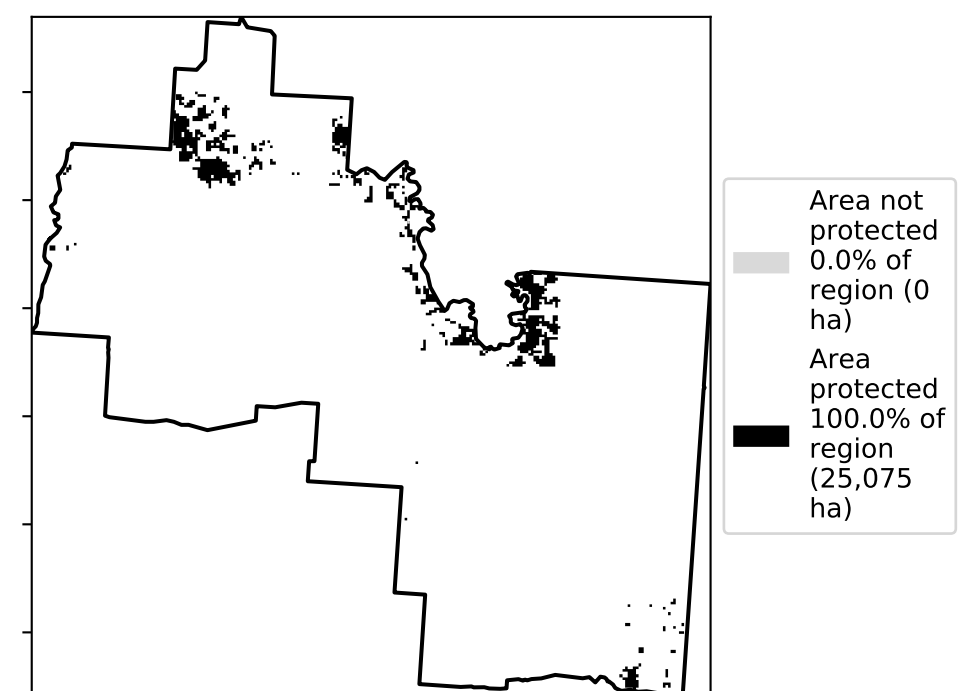 Area not
protected
0.0% of
region (0
ha)
Area
protected
100.0% of
region
(25,075
ha)